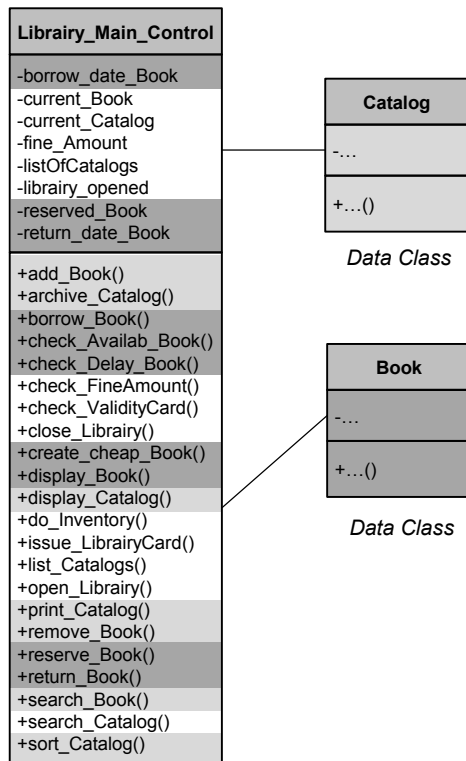 Librairy_Main_Control
-borrow_date_Book
-current_Book
-current_Catalog
-fine_Amount
-listOfCatalogs
-librairy_opened
-reserved_Book
-return_date_Book
+add_Book()
+archive_Catalog()
+borrow_Book()
+check_Availab_Book()
+check_Delay_Book()
+check_FineAmount()
+check_ValidityCard()
+close_Librairy()
+create_cheap_Book()
+display_Book()
+display_Catalog()
+do_Inventory()
+issue_LibrairyCard()
+list_Catalogs()
+open_Librairy()
+print_Catalog()
+remove_Book()
+reserve_Book()
+return_Book()
+search_Book()
+search_Catalog()
+sort_Catalog()
Catalog
-...
+...()
Data Class
Book
-...
+...()
Data Class